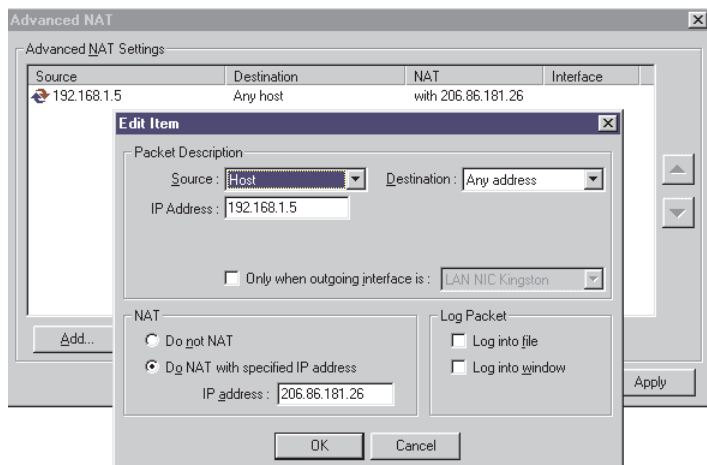 Advanced NAT
Advanced NAT Settings
Source Destination NAT Interface
192.168.1.5 Any host with 206.86.181.26
Edit Item
Packet Description
Source : Host Destination : Any address
IP Address : 192.168.1.5
Only when outgoing interface is : LAN NIC Kingston
NAT
Do not NAT
Do NAT with specified IP address
IP address : 206.86.181.26
Log Packet
Log into file
Log into window
Add...
Apply
OK Cancel